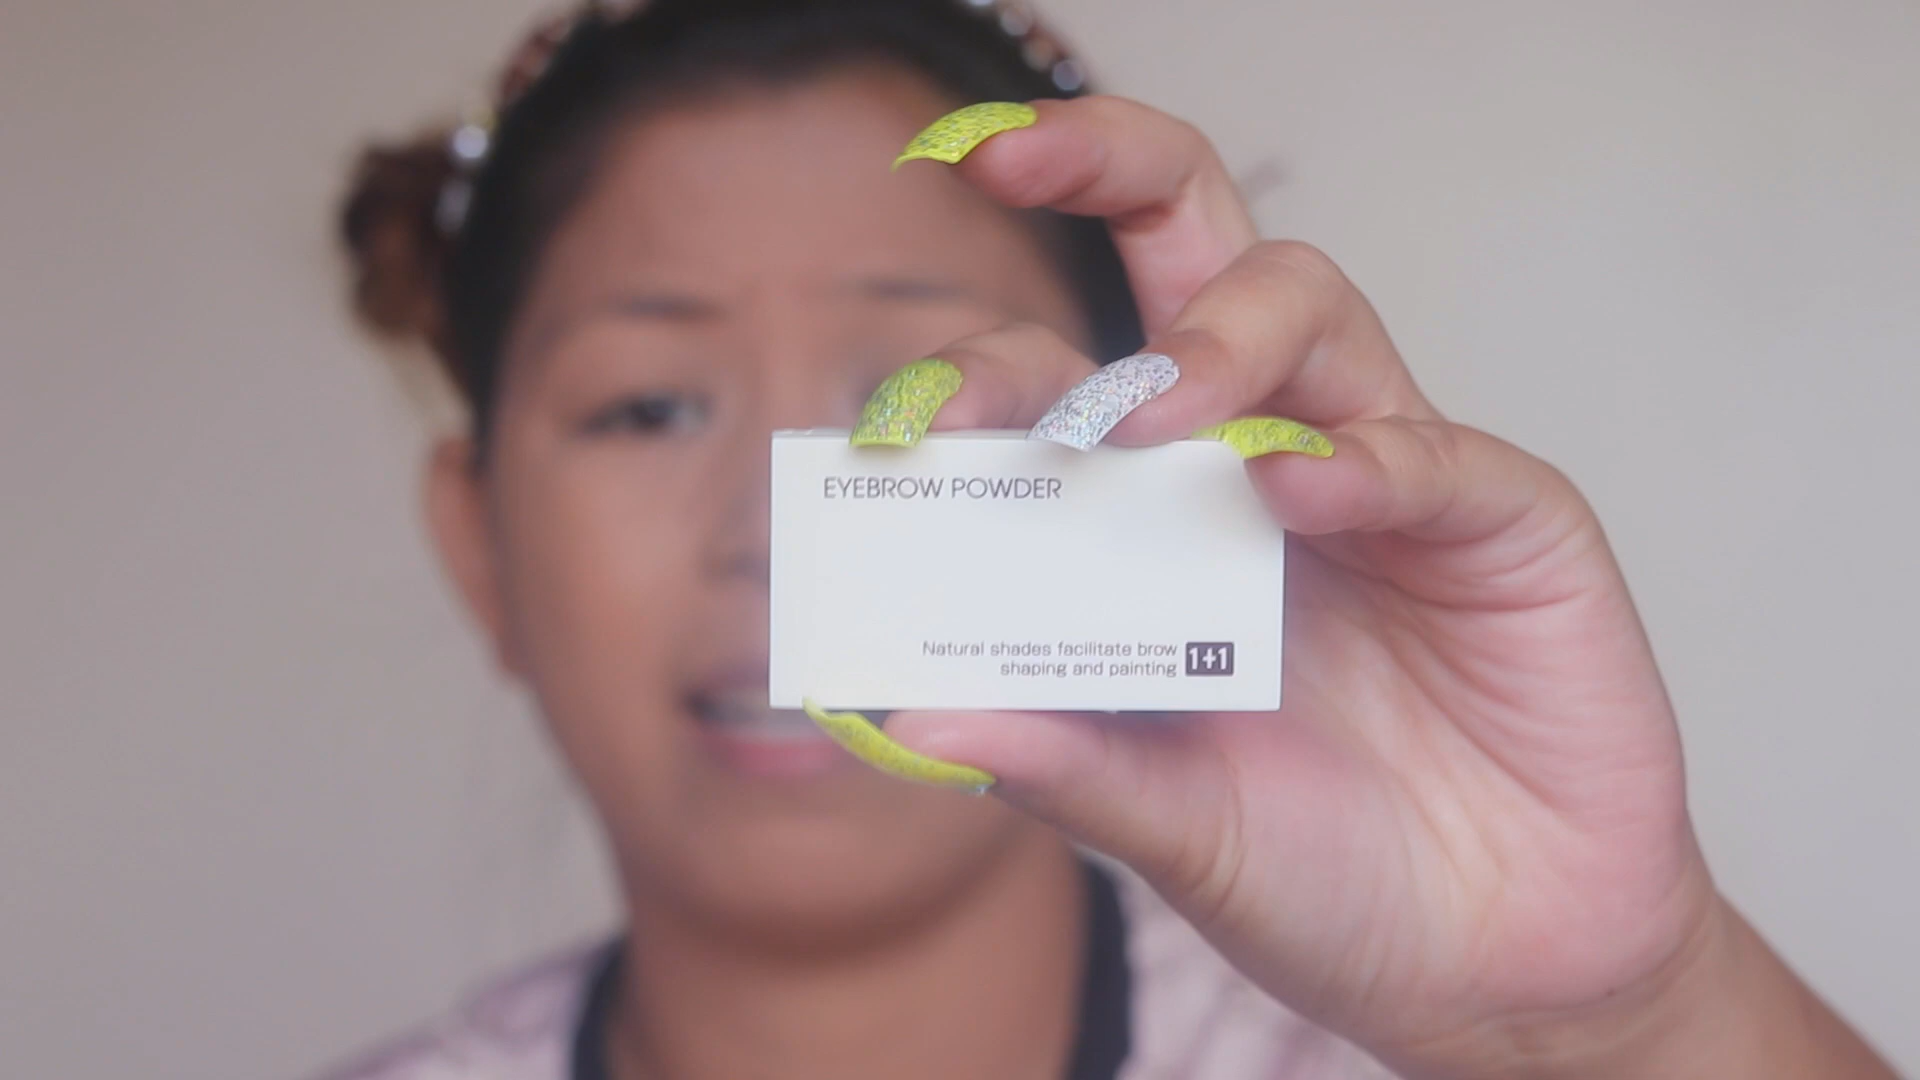 EYEBROW POWDER
Natural shades facilitate brow
shaping and painting
1+1